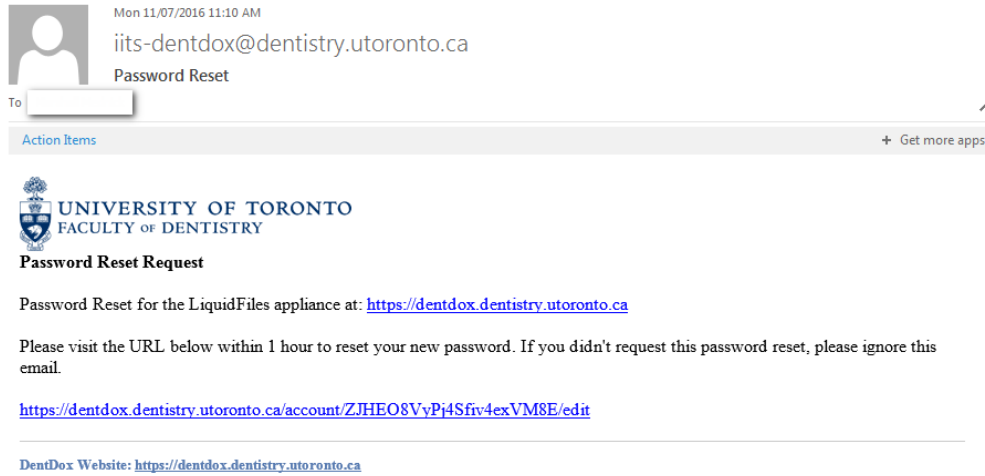 Mon 11/07/2016 11:10 AM
iits-dentdox@dentistry.utoronto.ca
Password Reset
To
Action Items
+ Get more apps
UNIVERSITY OF TORONTO
FACULTY OF DENTISTRY
Password Reset Request
Password Reset for the LiquidFiles appliance at: https://dentdox.dentistry.utoronto.ca
Please visit the URL below within 1 hour to reset your new password. If you didn't request this password reset, please ignore this
email.
https://dentdox.dentistry.utoronto.ca/account/ZJHEO8VyPj4Sfiv4exVM8E/edit
DentDox Website: https://dentdox.dentistry.utoronto.ca